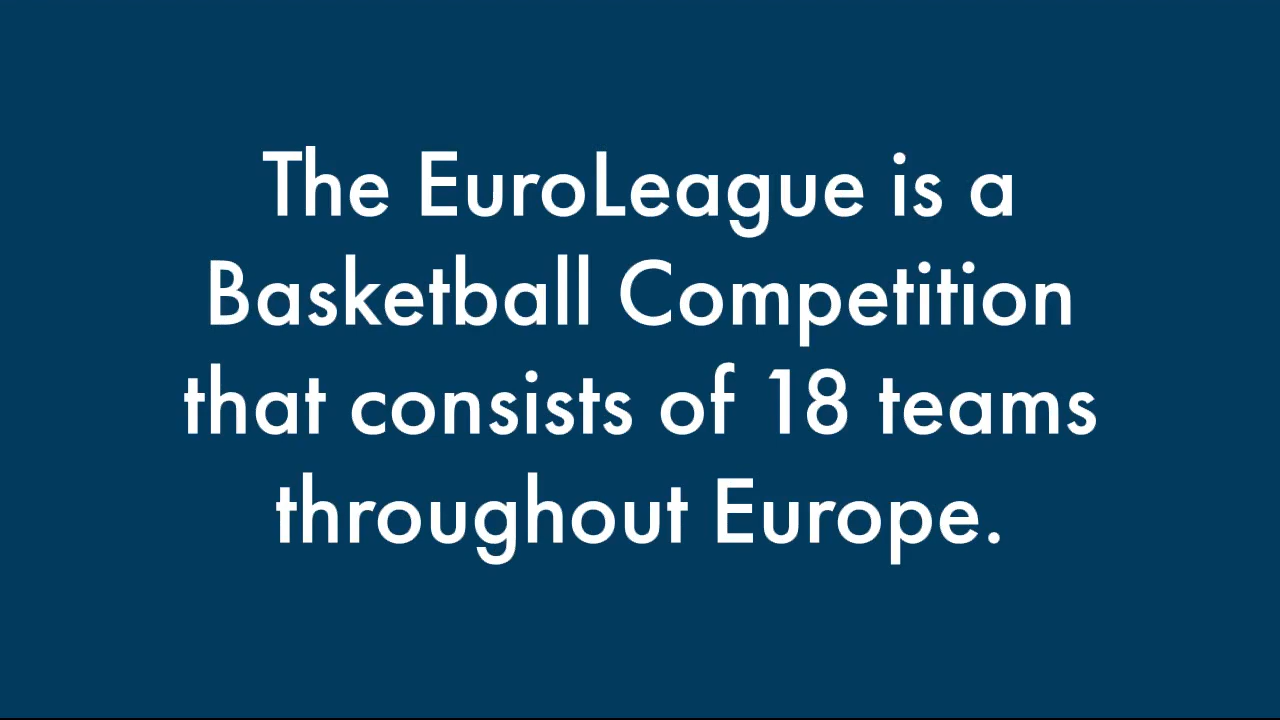 The EuroLeague is a
Basketball Competition
that consists of 18 teams
throughout Europe.